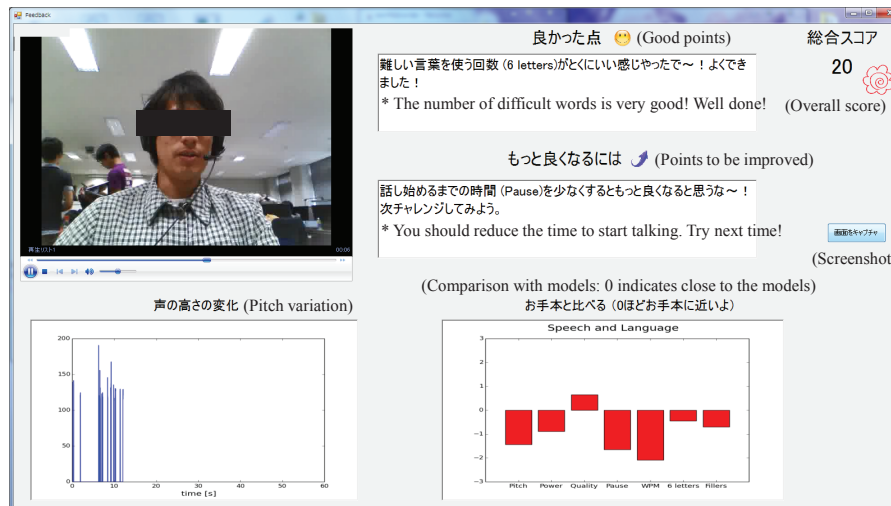 Feedback
良かった点 (Good points)
総合スコア
難しい言葉を使う回数 (6 letters)がとくにいい感じやったで～！よくでき
ました！
* The number of difficult words is very good! Well done!
20
(Overall score)
もっと良くなるには (Points to be improved)
話し始めるまでの時間 (Pause)を少なくするともっと良くなると思うな～！
次チャレンジしてみよう。
* You should reduce the time to start talking. Try next time!
画面をキャプチャ
(Screenshot
再生リスト1
00:06
(Comparison with models: 0 indicates close to the models)
声の高さの変化 (Pitch variation)
お手本と比べる (0ほどお手本に近いよ)
200
150
100
50
0
0 10 20 30 40 50 60
time [s]
Speech and Language
3
2
1
0
−1
−2
−3
Pitch Power Quality Pause WPM 6 letters Fillers